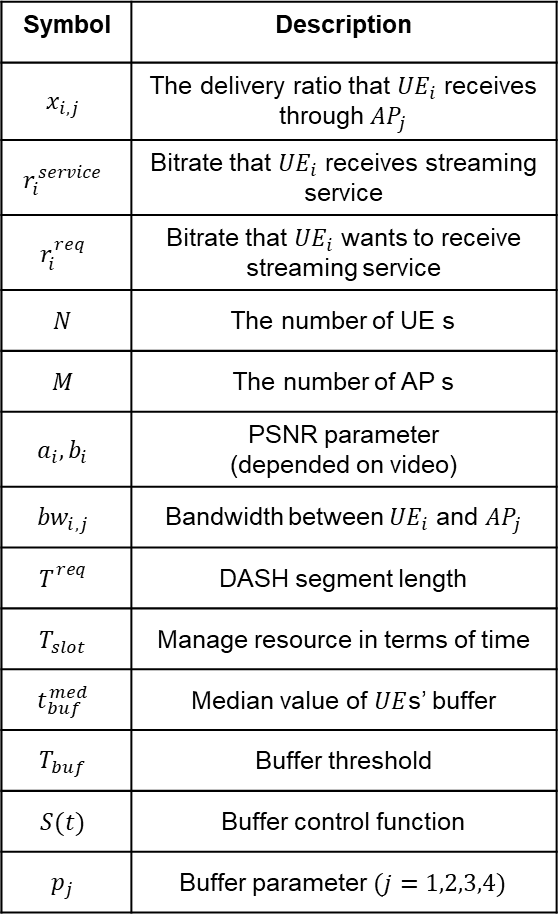 Symbol Description
x_{i,j} The delivery ratio that UE_i receives
through AP_j
r_i^{service} Bitrate that UE_i receives streaming
service
r_i^{req} Bitrate that UE_i wants to receive
streaming service
N The number of UE s
M The number of AP s
a_i, b_i PSNR parameter
(depended on video)
bw_{i,j} Bandwidth between UE_i and AP_j
T^{req} DASH segment length
T_{slot} Manage resource in terms of time
t_{buf}^{med} Median value of UEs’ buffer
T_{buf} Buffer threshold
S(t) Buffer control function
p_j Buffer parameter (j = 1,2,3,4)